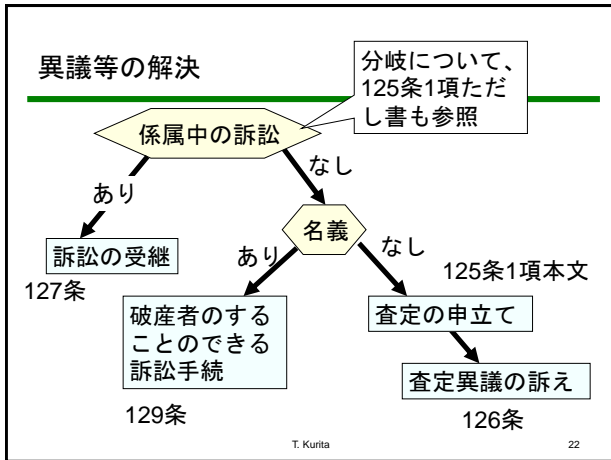 異議等の解決
分岐について、
125条1項ただ
し書も参照
係属中の訴訟
あり
なし
訴訟の受継
127条
名義
あり
なし
125条1項本文
破産者のする
ことのできる
訴訟手続
129条
査定の申立て
査定異議の訴え
126条
T. Kurita
22